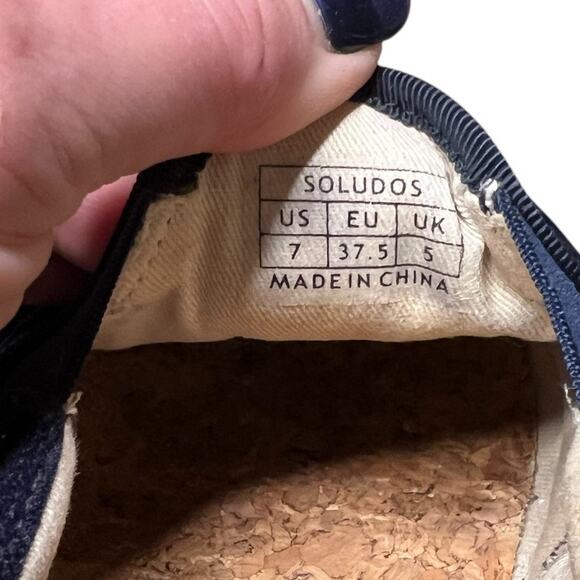 SOLUDOS
US EU UK
7 37.5 5
MADE IN CHINA